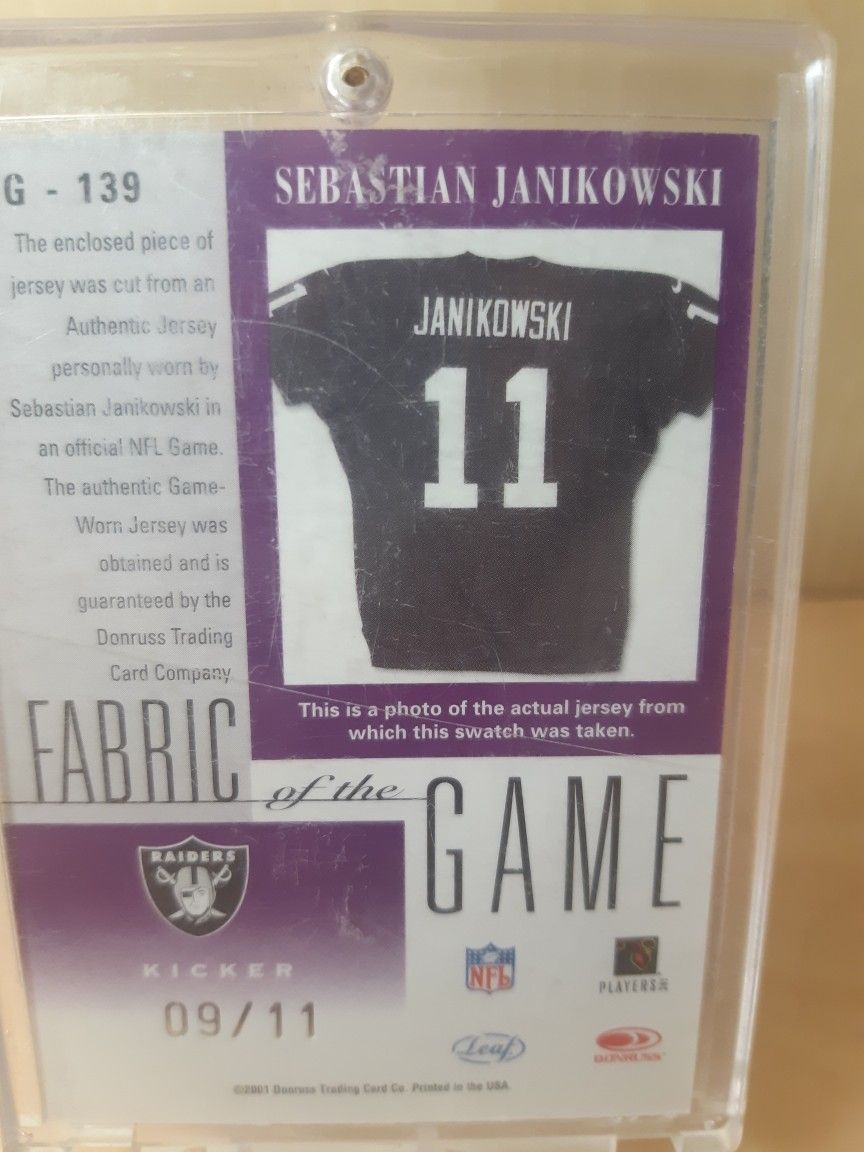 G - 139
The enclosed piece of
jersey was cut from an
Authentic Jersey
personally worn by
Sebastian Janikowski in
an official NFL Game.
The authentic Game-
Worn Jersey was
obtained and is
guaranteed by the
Donruss Trading
Card Company
SEBASTIAN JANIKOWSKI
JANIKOWSKI
11
This is a photo of the actual jersey from
which this swatch was taken.
FABRIC of the GAME
RAIDERS
KICKER
09/11
NFL
PLAYERS INC
Leaf
DONRUSS
©2001 Donruss Trading Card Co. Printed in the USA